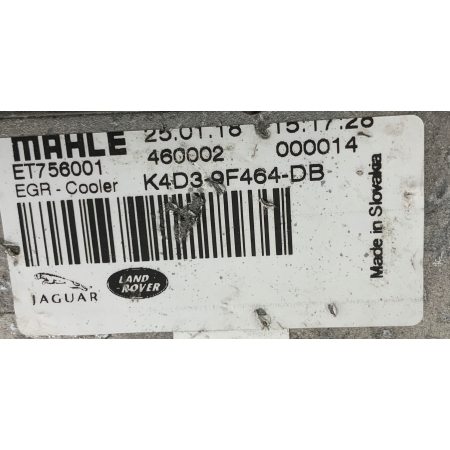 MAHLE 25.01.18 15:17:26
ET756001 460002 000014
EGR - Cooler K4D3-9F464-DB
Made in Slovakia
JAGUAR
LAND
-ROVER